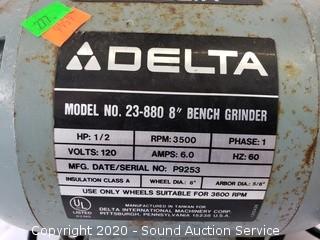 777
DELTA
MODEL NO. 23-880 8" BENCH GRINDER
HP: 1/2 RPM: 3500 PHASE: 1
VOLTS: 120 AMPS: 6.0 HZ: 60
MFG. DATE/SERIAL NO: P9253
INSULATION CLASS A WHEEL DIA: 8" ARBOR DIA: 5/8"
USE ONLY WHEELS SUITABLE FOR 3600 RPM
UL
LISTED
MANUFACTURED IN TAIWAN FOR
DELTA INTERNATIONAL MACHINERY CORP.
PITTSBURGH, PENNSYLVANIA 15238 U.S.A.
Copyright 2020 - Sound Auction Service